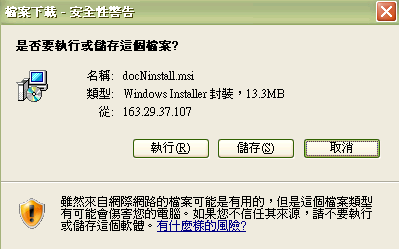 檔案下載 - 安全性警告
是否要執行或儲存這個檔案?
名稱: docNinstall.msi
類型: Windows Installer 封裝，13.3MB
從: 163.29.37.107
執行(R) 儲存(S) 取消
雖然來自網際網路的檔案可能是有用的，但是這個檔案類型
有可能會傷害您的電腦。如果您不信任其來源，請不要執行
或儲存這個軟體。有什麼樣的風險?